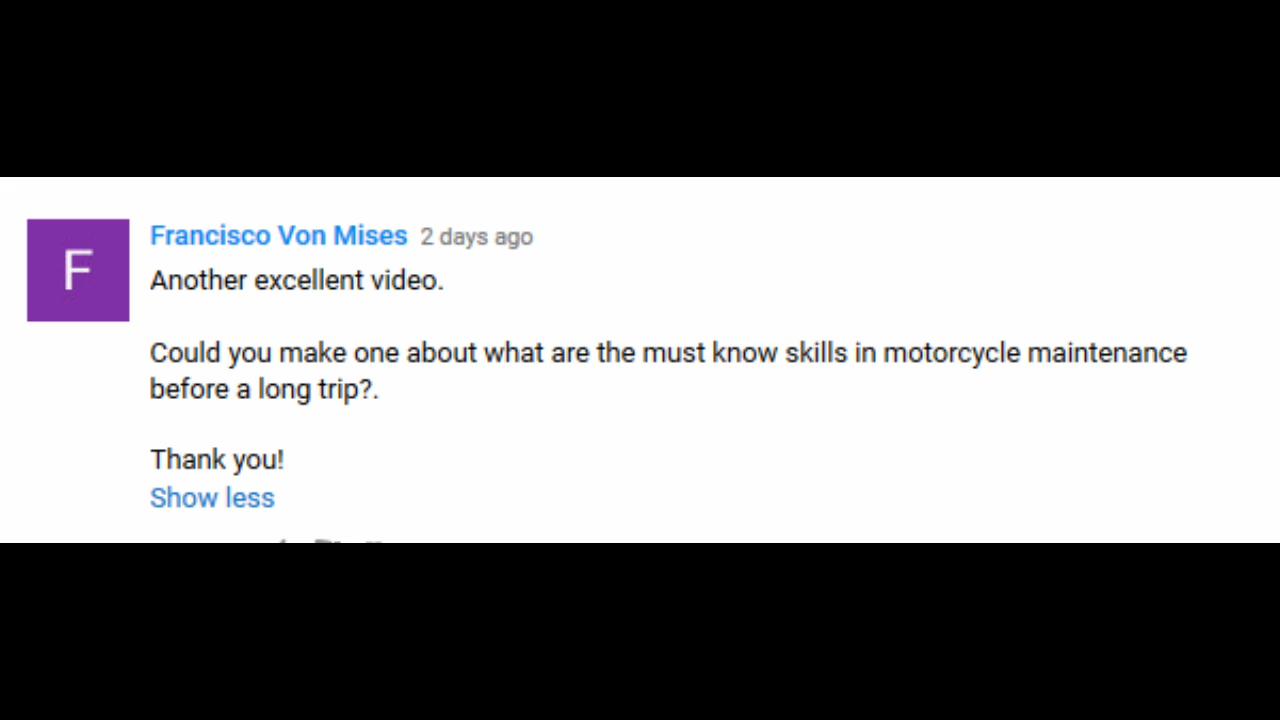 F
Francisco Von Mises 2 days ago
Another excellent video.
Could you make one about what are the must know skills in motorcycle maintenance
before a long trip?.
Thank you!
Show less